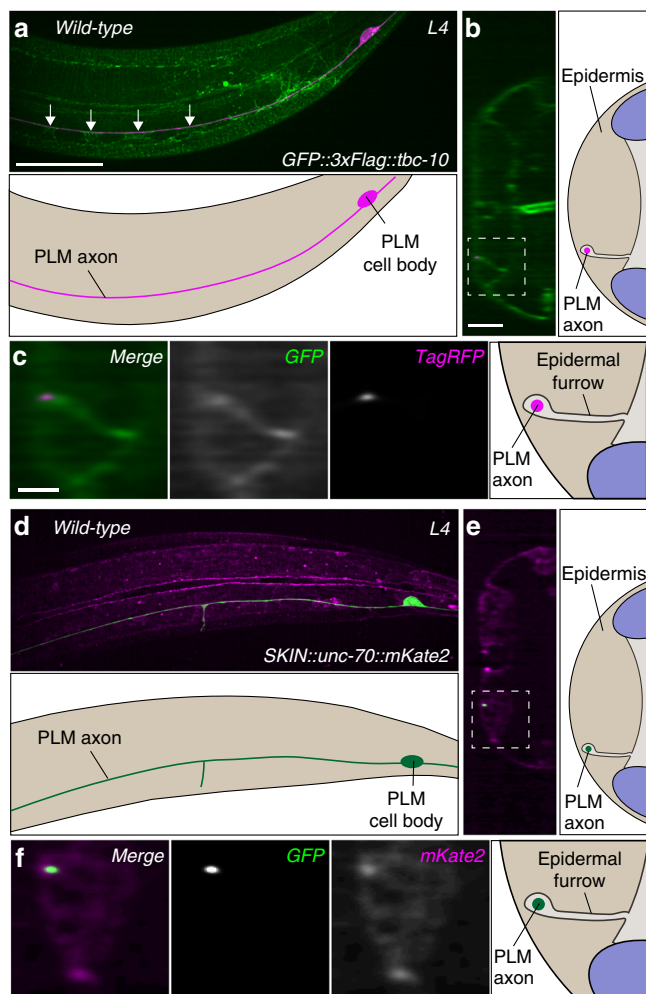 a
Wild-type
L4
GFP::3xFlag::tbc-10
PLM axon
PLM
cell body
b
Epidermis
PLM
axon
c
Merge
GFP
TagRFP
Epidermal
furrow
PLM
axon
d
Wild-type
L4
SKIN::unc-70::mKate2
PLM axon
PLM
cell body
e
Epidermis
PLM
axon
f
Merge
GFP
mKate2
Epidermal
furrow
PLM
axon